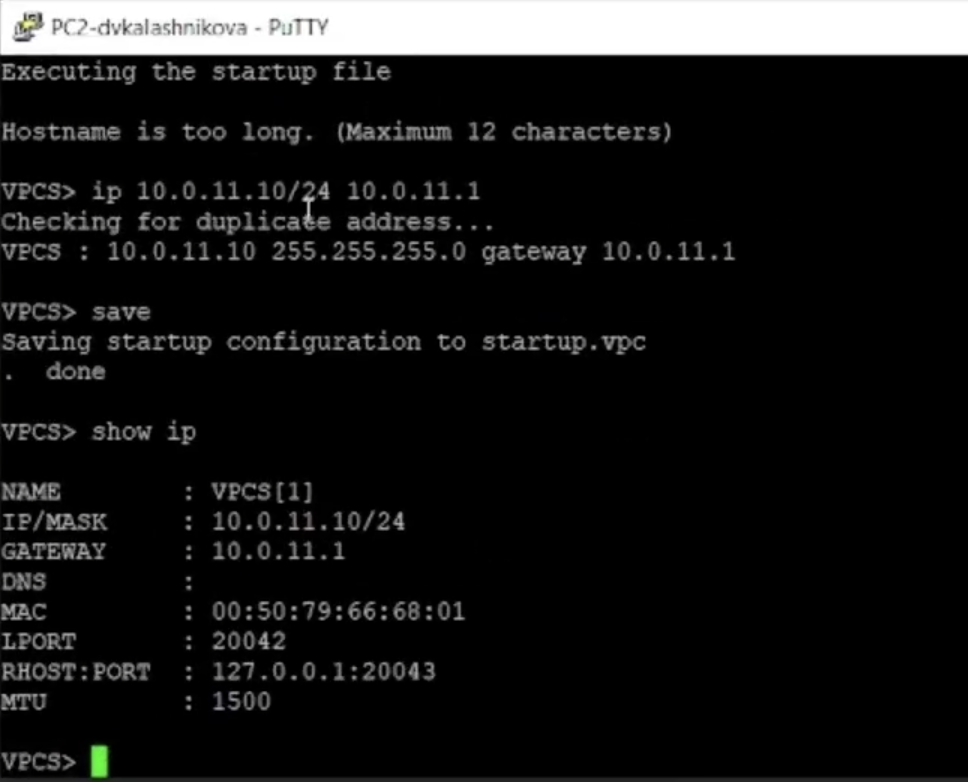 PC2-dvkalashnikova - PuTTY
Executing the startup file
Hostname is too long. (Maximum 12 characters)
VPCS> ip 10.0.11.10/24 10.0.11.1
Checking for duplicate address...
VPCS : 10.0.11.10 255.255.255.0 gateway 10.0.11.1
VPCS> save
Saving startup configuration to startup.vpc
.  done
VPCS> show ip
NAME        : VPCS[1]
IP/MASK     : 10.0.11.10/24
GATEWAY     : 10.0.11.1
DNS         :
MAC         : 00:50:79:66:68:01
LPORT       : 20042
RHOST:PORT  : 127.0.0.1:20043
MTU         : 1500
VPCS>